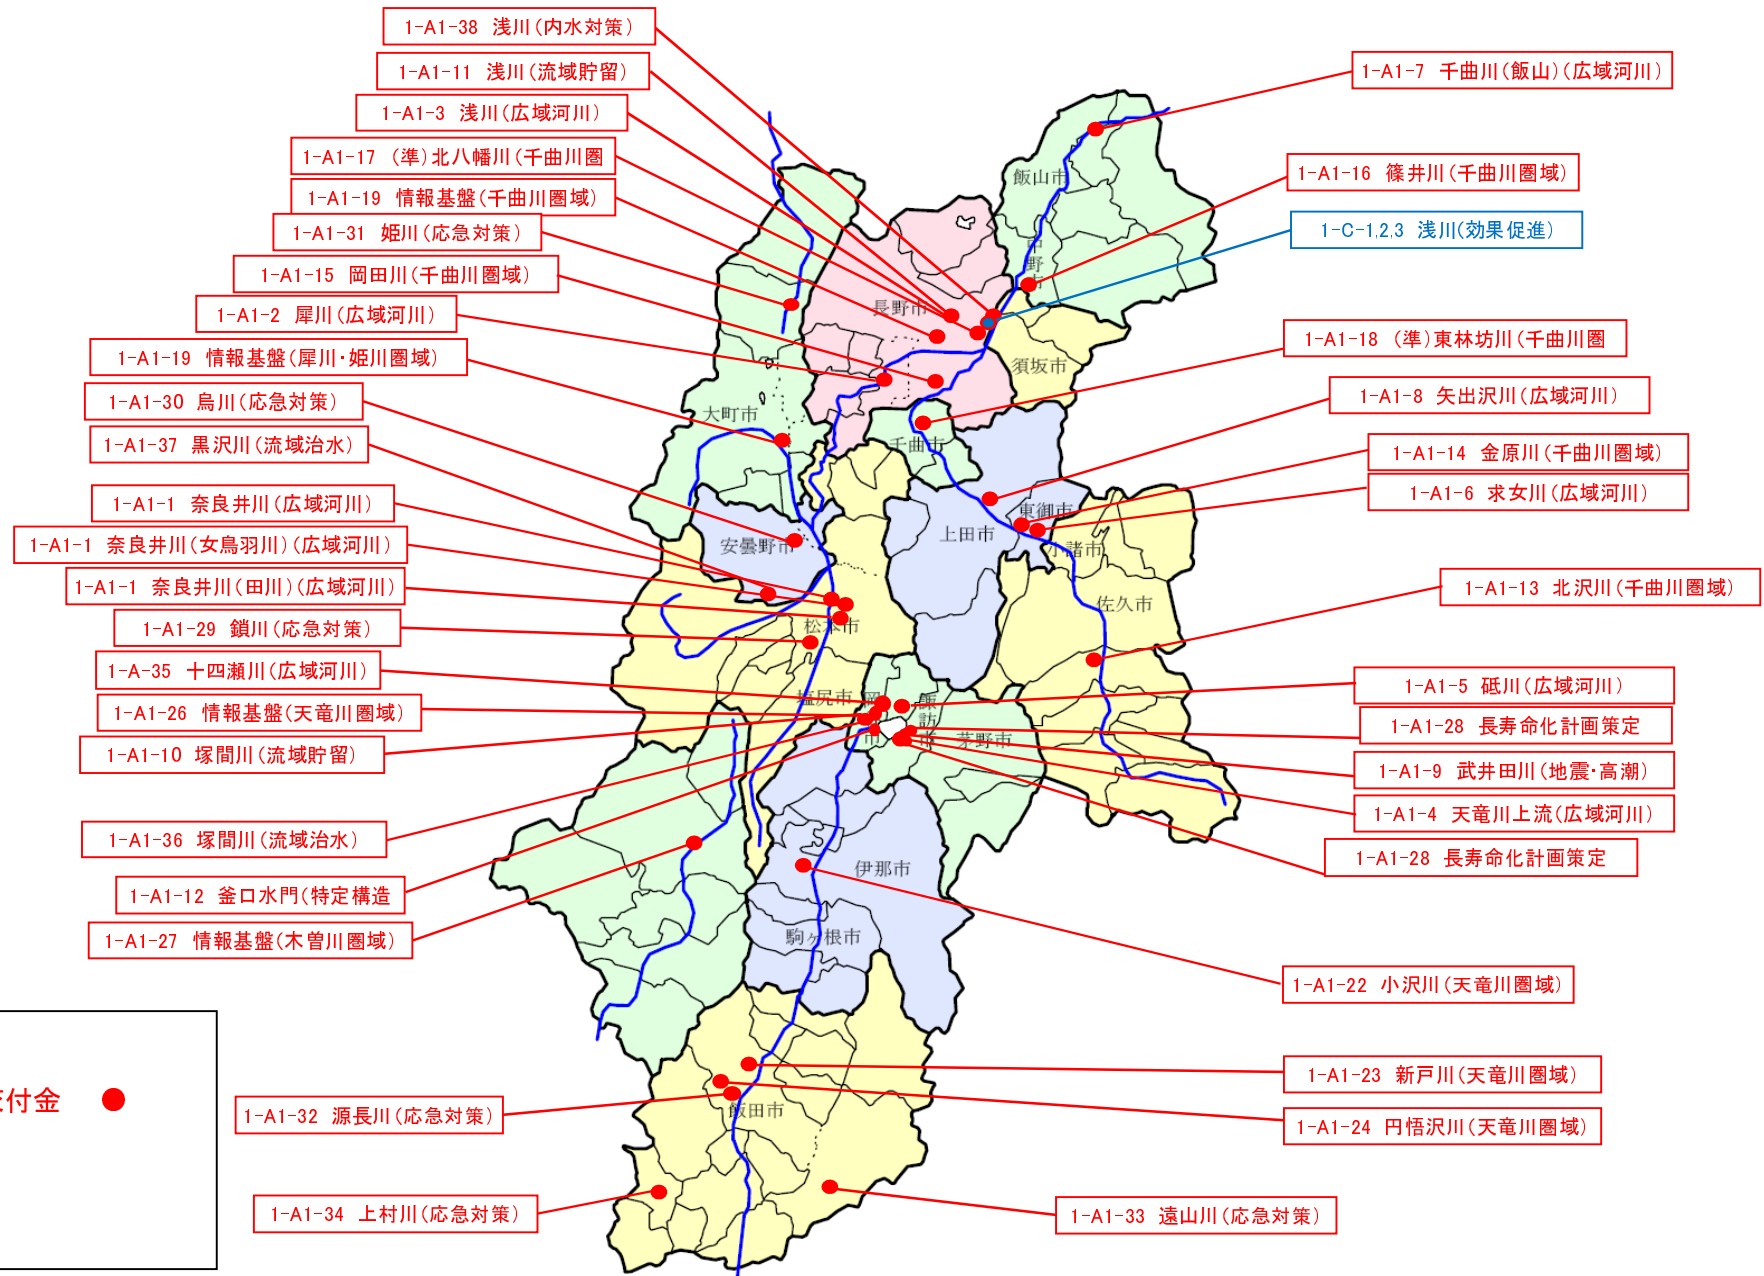 1-A1-38 浅川(内水対策)
1-A1-11 浅川(流域貯留)
1-A1-3 浅川(広域河川)
1-A1-17 (準)北八幡川(千曲川圏
1-A1-19 情報基盤(千曲川圏域)
1-A1-31 姫川(応急対策)
1-A1-15 岡田川(千曲川圏域)
1-A1-2 犀川(広域河川)
1-A1-19 情報基盤(犀川・姫川圏域)
1-A1-30 烏川(応急対策)
1-A1-37 黒沢川(流域治水)
1-A1-1 奈良井川(広域河川)
1-A1-1 奈良井川(女鳥羽川)(広域河川)
1-A1-1 奈良井川(田川)(広域河川)
1-A1-29 鎖川(応急対策)
1-A-35 十四瀬川(広域河川)
1-A1-26 情報基盤(天竜川圏域)
1-A1-10 塚間川(流域貯留)
1-A1-36 塚間川(流域治水)
1-A1-12 釜口水門(特定構造
1-A1-27 情報基盤(木曽川圏域)
1-A1-32 源長川(応急対策)
1-A1-34 上村川(応急対策)
1-A1-7 千曲川(飯山)(広域河川)
1-A1-16 篠井川(千曲川圏域)
1-C-1,2,3 浅川(効果促進)
1-A1-18 (準)東林坊川(千曲川圏
1-A1-8 矢出沢川(広域河川)
1-A1-14 金原川(千曲川圏域)
1-A1-6 求女川(広域河川)
1-A1-13 北沢川(千曲川圏域)
1-A1-5 砥川(広域河川)
1-A1-28 長寿命化計画策定
1-A1-9 武井田川(地震・高潮)
1-A1-4 天竜川上流(広域河川)
1-A1-28 長寿命化計画策定
1-A1-22 小沢川(天竜川圏域)
1-A1-23 新戸川(天竜川圏域)
1-A1-24 円悟沢川(天竜川圏域)
1-A1-33 遠山川(応急対策)
飯山市
中野市
長野市
須坂市
大町市
千曲市
東御市
上田市
小諸市
安曇野市
佐久市
松本市
塩尻市
岡
市
諏訪市
茅野市
伊那市
駒ヶ根市
飯田市
付金